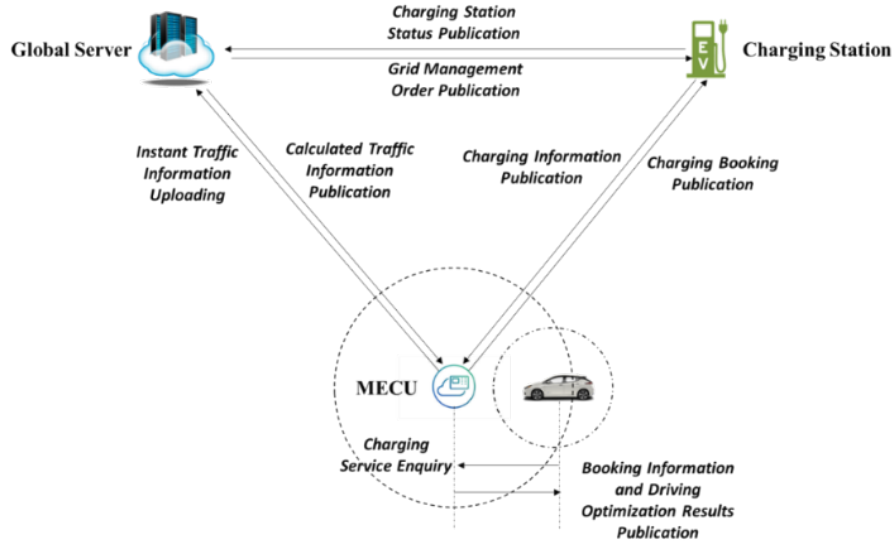 Charging Station
Status Publication
Global Server
E
V
Charging Station
Grid Management
Order Publication
Instant Traffic
Information
Uploading
Calculated Traffic
Information
Publication
Charging Information
Publication
Charging Booking
Publication
MECU
Charging
Service Enquiry
Booking Information
and Driving
Optimization Results
Publication